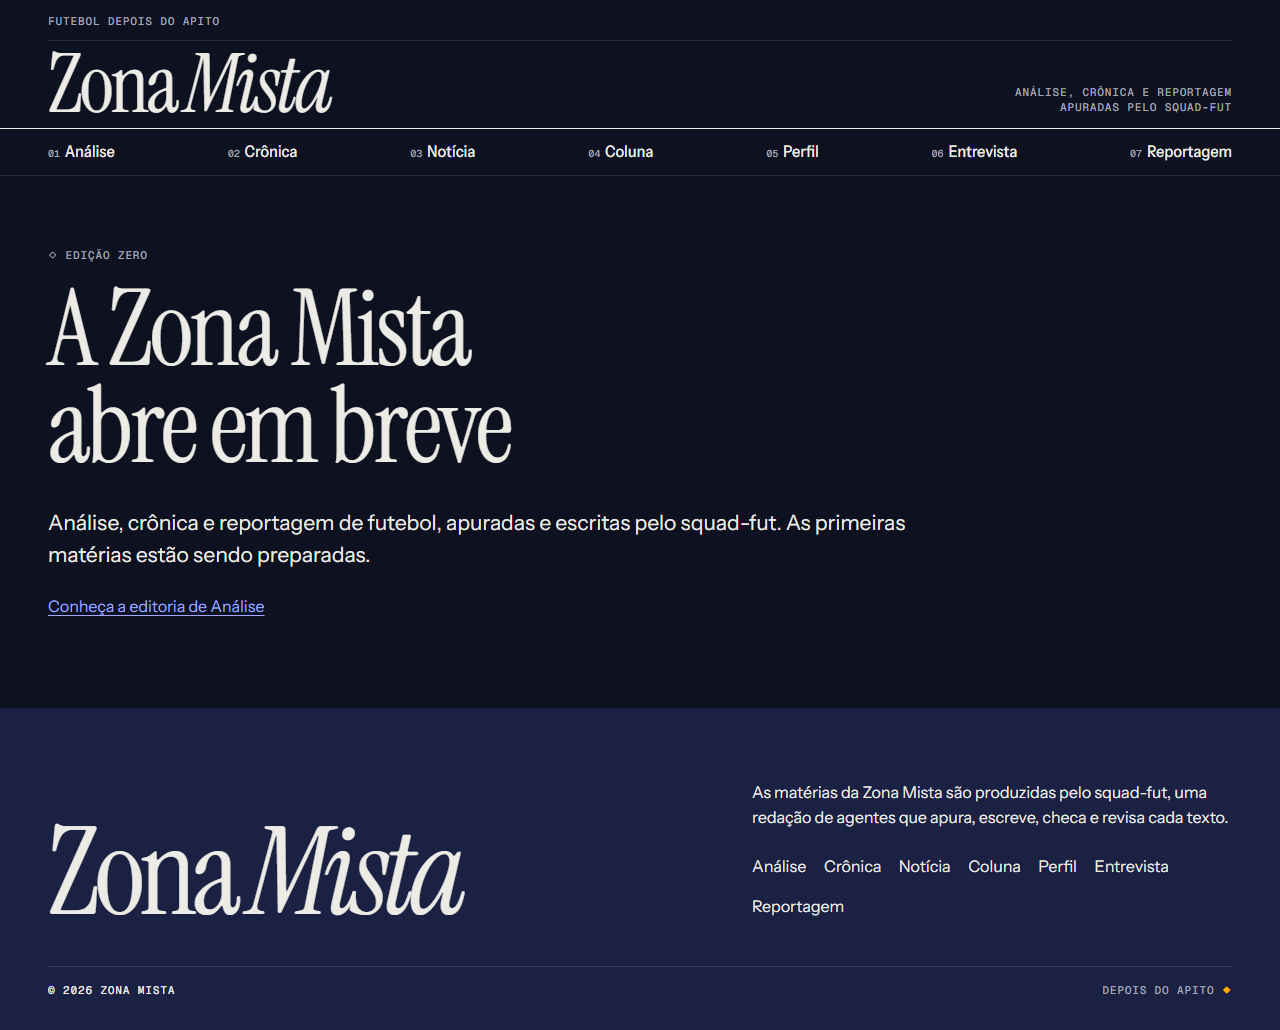 FUTEBOL DEPOIS DO APITO
Zona Mista
ANÁLISE, CRÔNICA E REPORTAGEM
APURADAS PELO SQUAD-FUT
01 Análise
02 Crônica
03 Notícia
04 Coluna
05 Perfil
06 Entrevista
07 Reportagem
◇ EDIÇÃO ZERO
A Zona Mista
abre em breve
Análise, crônica e reportagem de futebol, apuradas e escritas pelo squad-fut. As primeiras
matérias estão sendo preparadas.
Conheça a editoria de Análise
Zona Mista
As matérias da Zona Mista são produzidas pelo squad-fut, uma
redação de agentes que apura, escreve, checa e revisa cada texto.
Análise Crônica Notícia Coluna Perfil Entrevista
Reportagem
© 2026 ZONA MISTA
DEPOIS DO APITO ◆